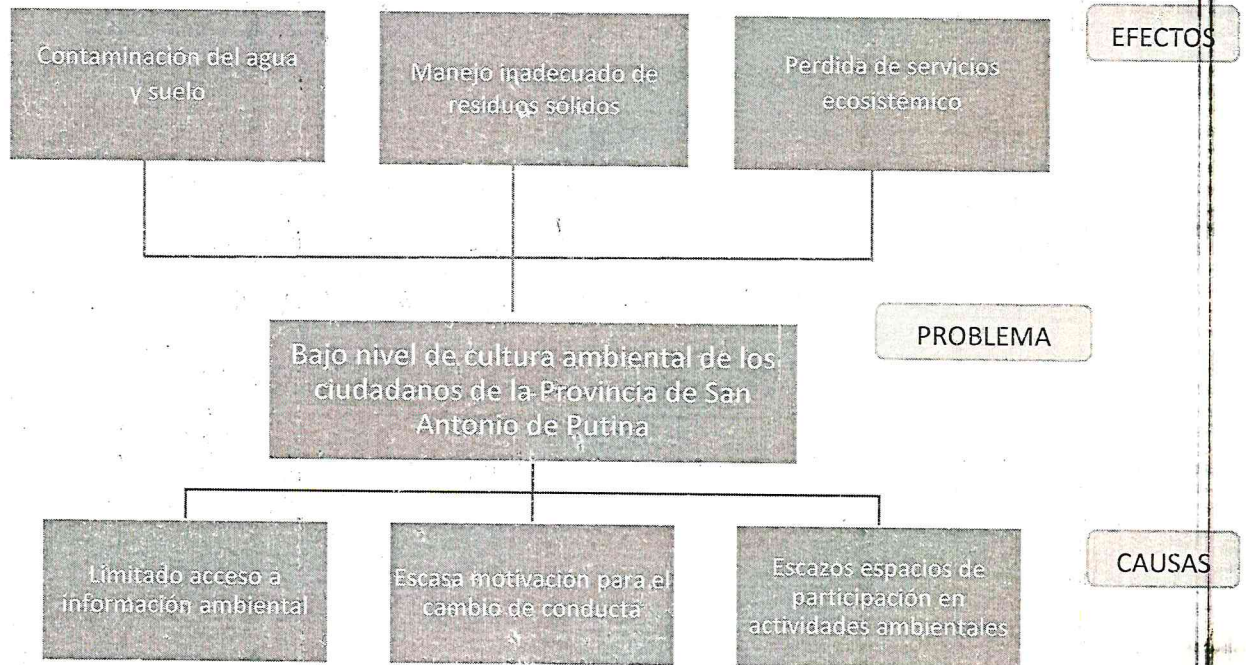 EFECTOS
Contaminación del agua
y suelo
Manejo inadecuado de
residuos sólidos
Perdida de servicios
ecosistémico
PROBLEMA
Bajo nivel de cultura ambiental de los
ciudadanos de la Provincia de San
Antonio de Putina
CAUSAS
Limitado acceso a
información ambiental
Escasa motivación para el
cambio de conducta
Escazos espacios de
participación en
actividades ambientales